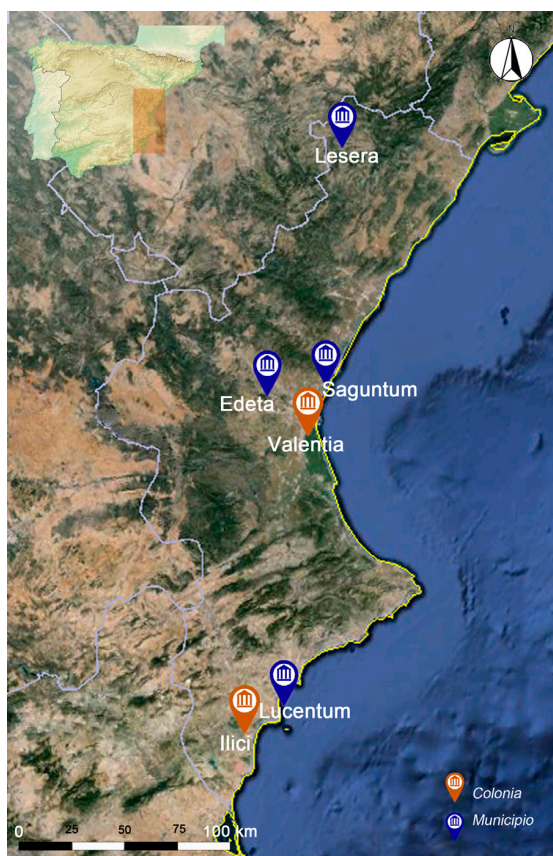 N
Lesera
Saguntum
Edeta
Valentia
Lucentum
Ilici
Colonia
Municipio
0 25 50 75 100 km